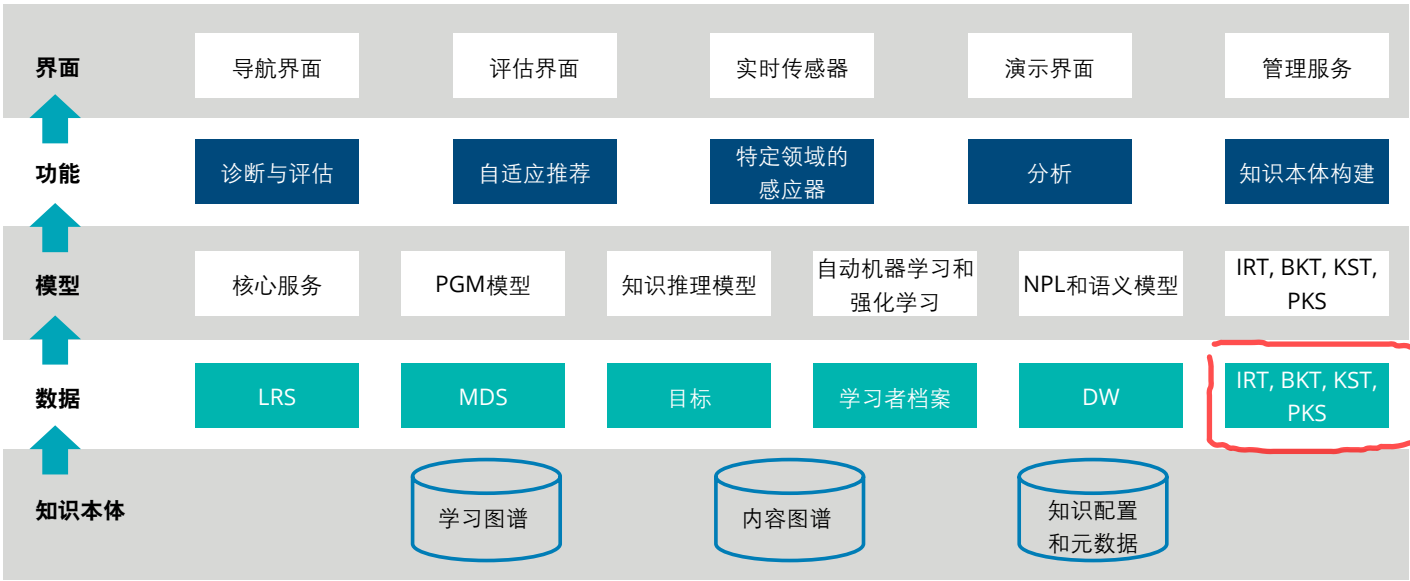 界面
导航界面
评估界面
实时传感器
演示界面
管理服务
功能
诊断与评估
自适应推荐
特定领域的
感应器
分析
知识本体构建
模型
核心服务
PGM模型
知识推理模型
自动机器学习和
强化学习
NPL和语义模型
IRT, BKT, KST,
PKS
数据
LRS
MDS
目标
学习者档案
DW
IRT, BKT, KST,
PKS
知识本体
学习图谱
内容图谱
知识配置
和元数据